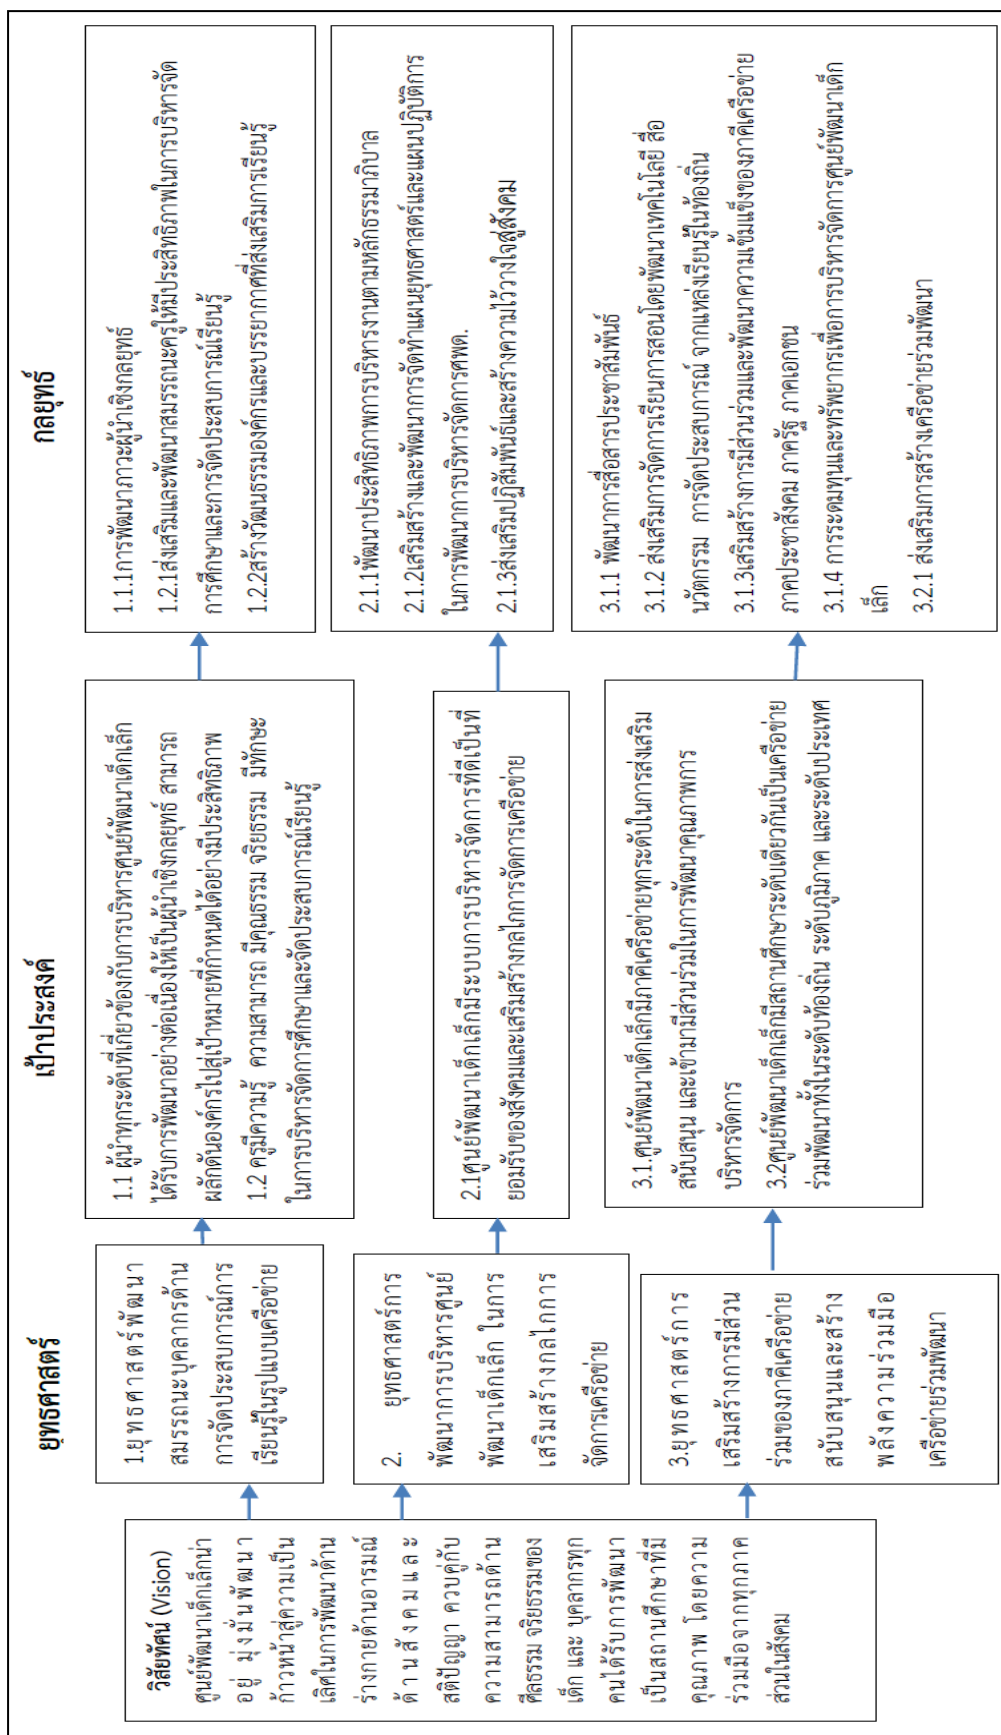 ยุทธศาสตร์
เป้าประสงค์
กลยุทธ์
วิสัยทัศน์ (Vision)
ศูนย์พัฒนาเด็กเล็กน่า
อยู่ มุ่งมั่นพัฒนา
ก้าวหน้าสู่ความเป็น
เลิศในการพัฒนาด้าน
ร่างกายด้านอารมณ์
ด้านสังคมและ
สติปัญญา ควบคู่กับ
ความสามารถด้าน
ศีลธรรม จริยธรรมของ
เด็ก และ บุคลากรทุก
คนได้รับการพัฒนา
เป็นสถานศึกษาที่มี
คุณภาพ โดยความ
ร่วมมือจากทุกภาค
ส่วนในสังคม
1.ยุทธศาสตร์พัฒนา
สมรรถนะบุคลากรด้าน
การจัดประสบการณ์การ
เรียนรู้ในรูปแบบเครือข่าย
1.1 ผู้นำทุกระดับที่เกี่ยวข้องกับการบริหารศูนย์พัฒนาเด็กเล็ก
ได้รับการพัฒนาอย่างต่อเนื่องให้เป็นผู้นำเชิงกลยุทธ์ สามารถ
ผลักดันองค์กรไปสู่เป้าหมายที่กำหนดได้อย่างมีประสิทธิภาพ
1.2 ครูมีความรู้ ความสามารถ มีคุณธรรม จริยธรรม มีทักษะ
ในการบริหารจัดการศึกษาและจัดประสบการณ์เรียนรู้
1.1.1การพัฒนาภาวะผู้นำเชิงกลยุทธ์
1.2.1ส่งเสริมและพัฒนาสมรรถนะครูให้มีประสิทธิภาพในการบริหารจัด
การศึกษาและการจัดประสบการณ์เรียนรู้
1.2.2สร้างวัฒนธรรมองค์กรและบรรยากาศที่ส่งเสริมการเรียนรู้
2. ยุทธศาสตร์การ
พัฒนาการบริหารศูนย์
พัฒนาเด็กเล็ก ในการ
เสริมสร้างกลไกการ
จัดการเครือข่าย
2.1ศูนย์พัฒนาเด็กเล็กมีระบบการบริหารจัดการที่ดีเป็นที่
ยอมรับของสังคมและเสริมสร้างกลไกการจัดการเครือข่าย
2.1.1พัฒนาประสิทธิภาพการบริหารงานตามหลักธรรมาภิบาล
2.1.2เสริมสร้างและพัฒนาการจัดทำแผนยุทธศาสตร์และแผนปฏิบัติการ
ในการพัฒนาการบริหารจัดการศพด.
2.1.3ส่งเสริมปฏิสัมพันธ์และสร้างความไว้วางใจสู่สังคม
3.ยุทธศาสตร์การ
เสริมสร้างการมีส่วน
ร่วมของภาคีเครือข่าย
สนับสนุนและสร้าง
พลังความร่วมมือ
เครือข่ายร่วมพัฒนา
3.1.ศูนย์พัฒนาเด็กเล็กมีภาคีเครือข่ายทุกระดับในการส่งเสริม
สนับสนุน และเข้ามามีส่วนร่วมในการพัฒนาคุณภาพการ
บริหารจัดการ
3.2ศูนย์พัฒนาเด็กเล็กมีสถานศึกษาระดับเดียวกันเป็นเครือข่าย
ร่วมพัฒนาทั้งในระดับท้องถิ่น ระดับภูมิภาค และระดับประเทศ
3.1.1 พัฒนาการสื่อสารประชาสัมพันธ์
3.1.2 ส่งเสริมการจัดการเรียนการสอนโดยพัฒนาเทคโนโลยี สื่อ
นวัตกรรม การจัดประสบการณ์ จากแหล่งเรียนรู้ในท้องถิ่น
3.1.3เสริมสร้างการมีส่วนร่วมและพัฒนาความเข้มแข็งของภาคีเครือข่าย
ภาคประชาสังคม ภาครัฐ ภาคเอกชน
3.1.4 การระดมทุนและทรัพยากรเพื่อการบริหารจัดการศูนย์พัฒนาเด็ก
เล็ก
3.2.1 ส่งเสริมการสร้างเครือข่ายร่วมพัฒนา